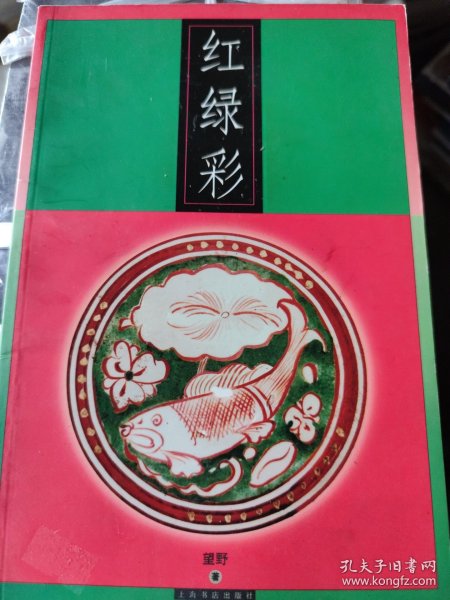 红绿彩
望野
著
上海书店出版社
孔夫子旧书网
www.kongfz.com